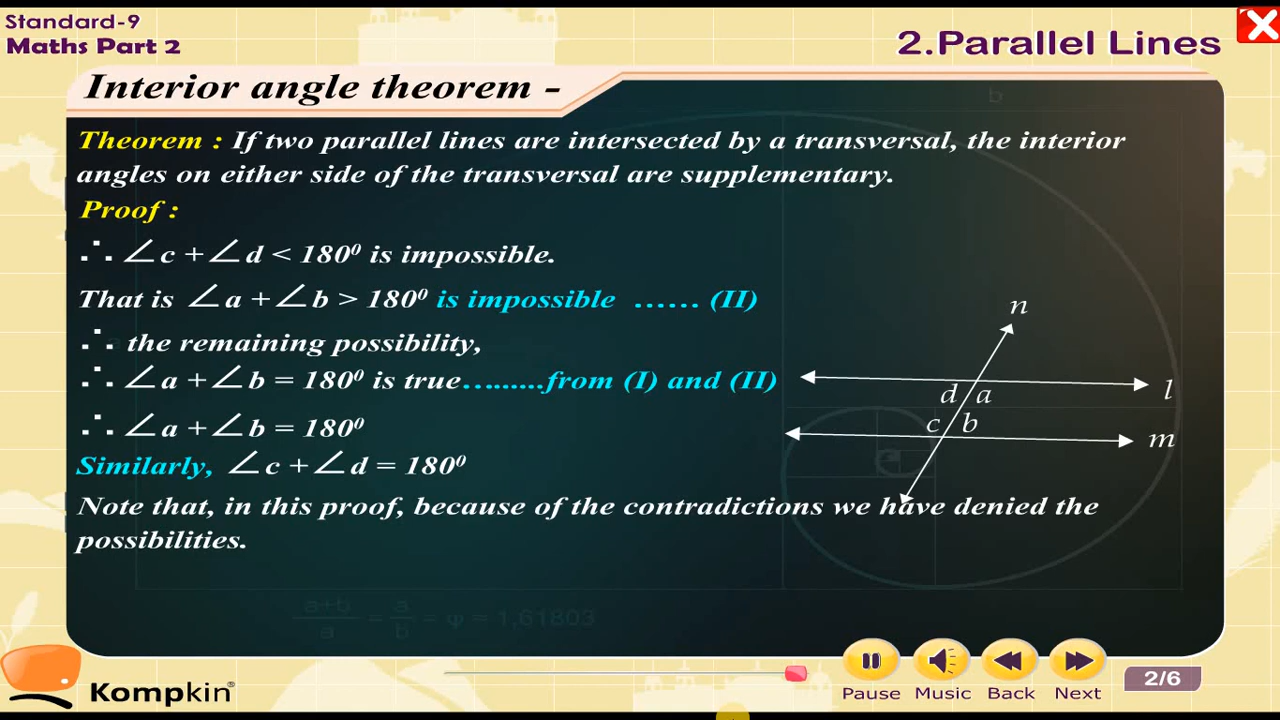 Standard-9
Maths Part 2
2.Parallel Lines
Interior angle theorem -
Theorem : If two parallel lines are intersected by a transversal, the interior
angles on either side of the transversal are supplementary.
Proof :
∴ ∠c + ∠d < 180⁰ is impossible.
That is ∠a + ∠b > 180⁰ is impossible ...... (II)
∴ the remaining possibility,
∴ ∠a + ∠b = 180⁰ is true.........from (I) and (II)
∴ ∠a + ∠b = 180⁰
Similarly, ∠c + ∠d = 180⁰
Note that, in this proof, because of the contradictions we have denied the
possibilities.
n
d a
l
c b
m
b
a+b/a = a/b = φ = 1.61803
Kompkin®
Pause
Music
Back
Next
2/6